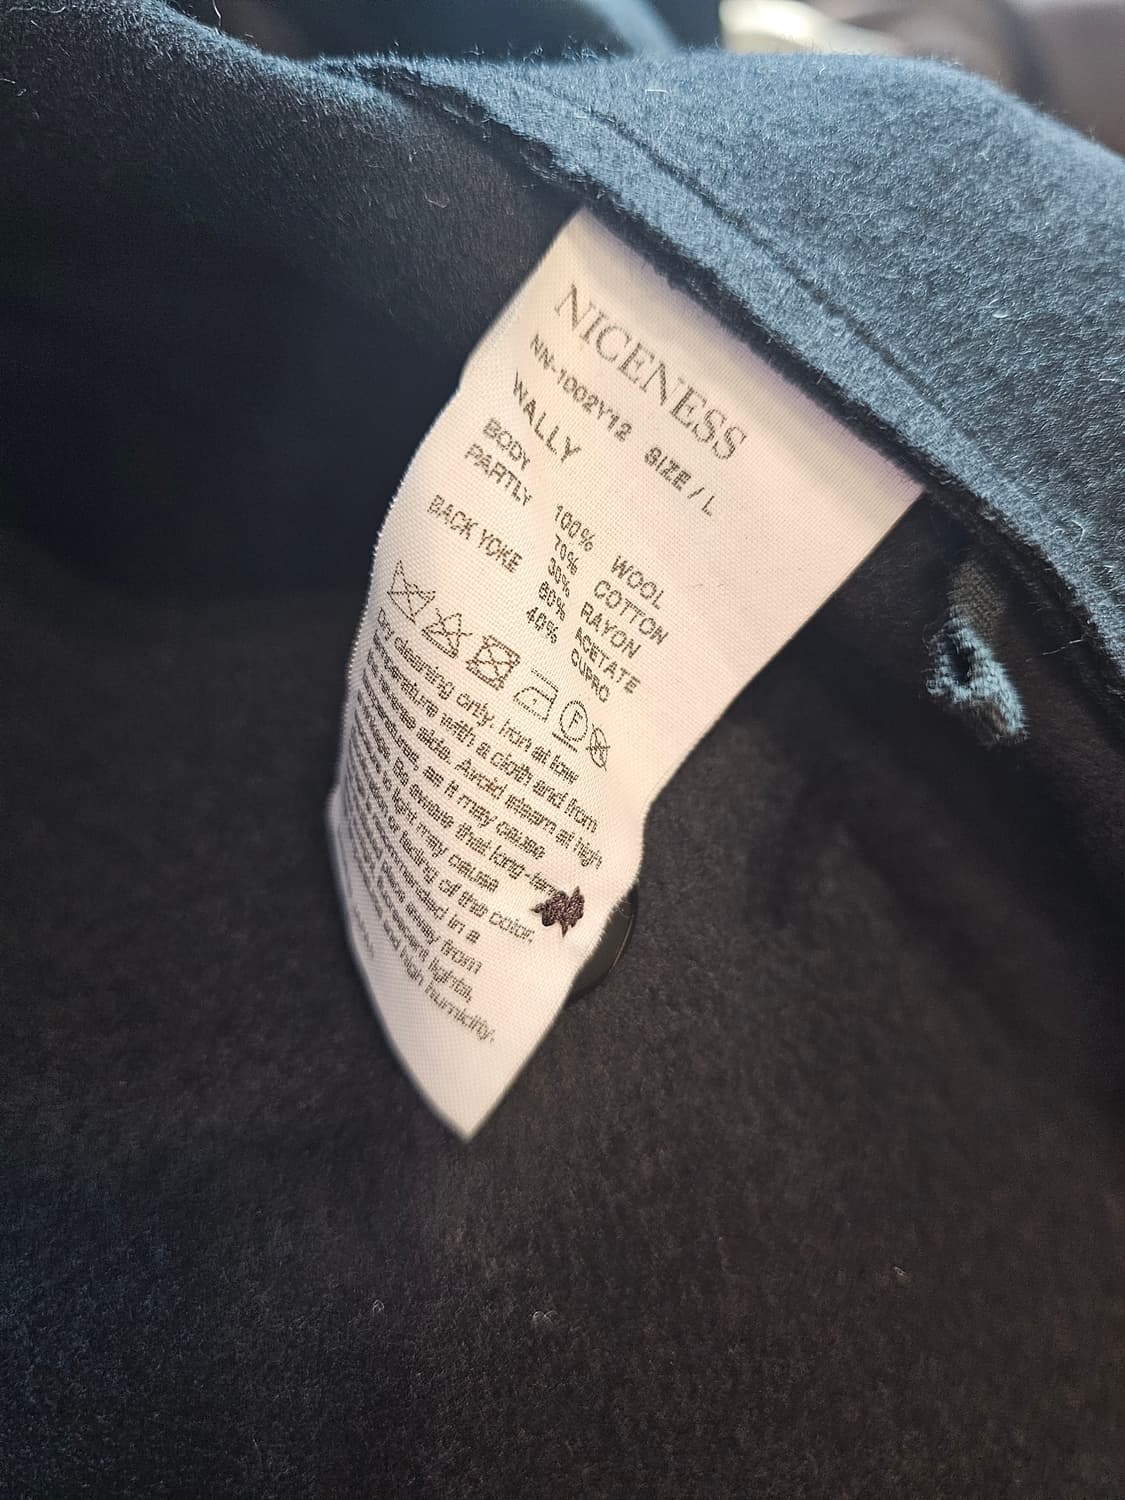 NICENESS
NN-1002Y12 SIZE / L
WALLY
BODY 100% WOOL
PARTLY 70% COTTON
30% RAYON
BACK YOKE 60% ACETATE
40% CUPRO
F
Dry cleaning only. Iron at low
temperature with a cloth and from
the reverse side. Avoid steam at high
temperatures, as it may cause
Be aware that long-term
to light may cause
or fading of the color.
in a
away from
lights,
and high humidity.